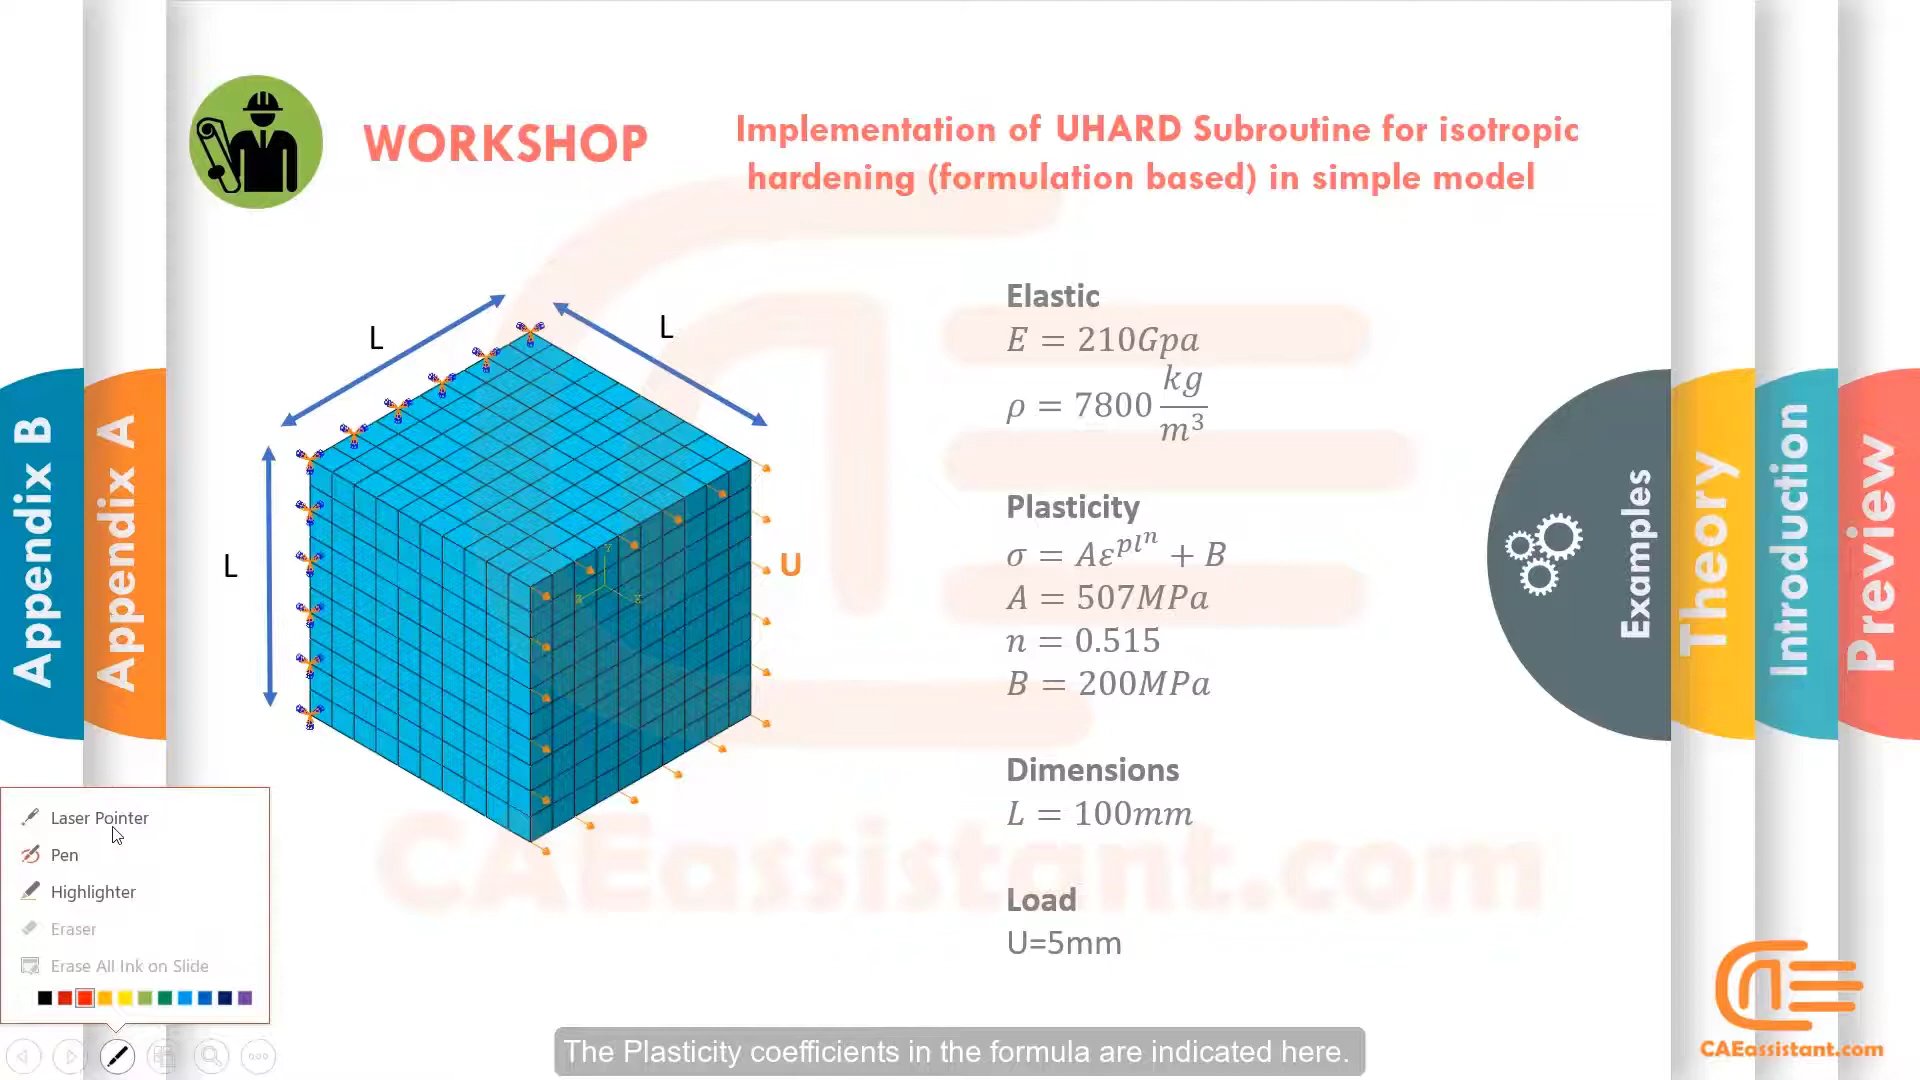 WORKSHOP
Implementation of UHARD Subroutine for isotropic
hardening (formulation based) in simple model
L
L
L
U
Y
X
Z
Elastic
E = 210Gpa
ρ = 7800 kg/m³
Plasticity
σ = Aε^{pl^n} + B
A = 507MPa
n = 0.515
B = 200MPa
Dimensions
L = 100mm
Load
U=5mm
Appendix B
Appendix A
Examples
Theory
Introduction
Preview
Laser Pointer
Pen
Highlighter
Eraser
Erase All Ink on Slide
CAEassistant.com
The Plasticity coefficients in the formula are indicated here.
CAEassistant.com